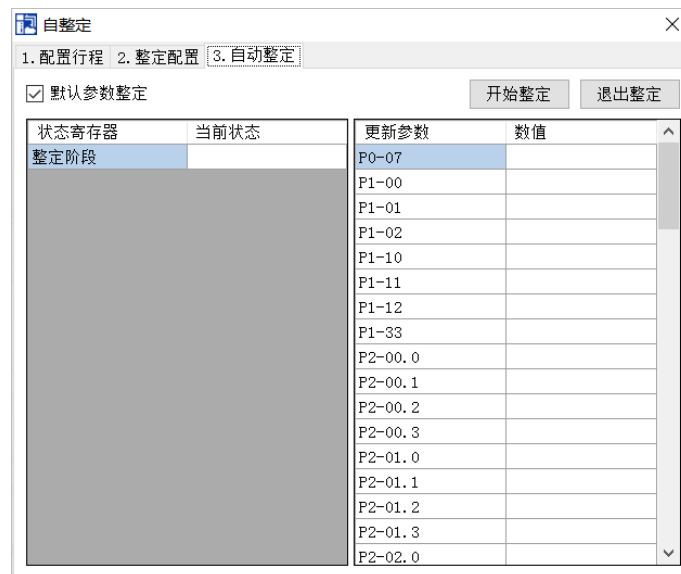 自整定
1.配置行程 2.整定配置 3.自动整定
默认参数整定 开始整定 退出整定
状态寄存器 当前状态 更新参数 数值
整定阶段 P0-07
P1-00
P1-01
P1-02
P1-10
P1-11
P1-12
P1-33
P2-00.0
P2-00.1
P2-00.2
P2-00.3
P2-01.0
P2-01.1
P2-01.2
P2-01.3
P2-02.0